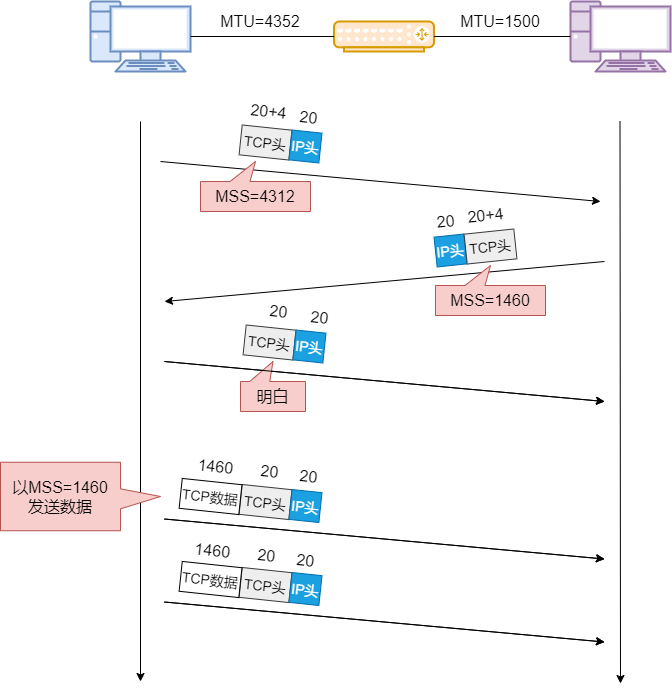 MTU=4352
MTU=1500
20+4 20
TCP头 IP头
MSS=4312
20 20+4
IP头 TCP头
MSS=1460
20 20
TCP头 IP头
明白
以MSS=1460
发送数据
1460 20 20
TCP数据 TCP头 IP头
1460 20 20
TCP数据 TCP头 IP头